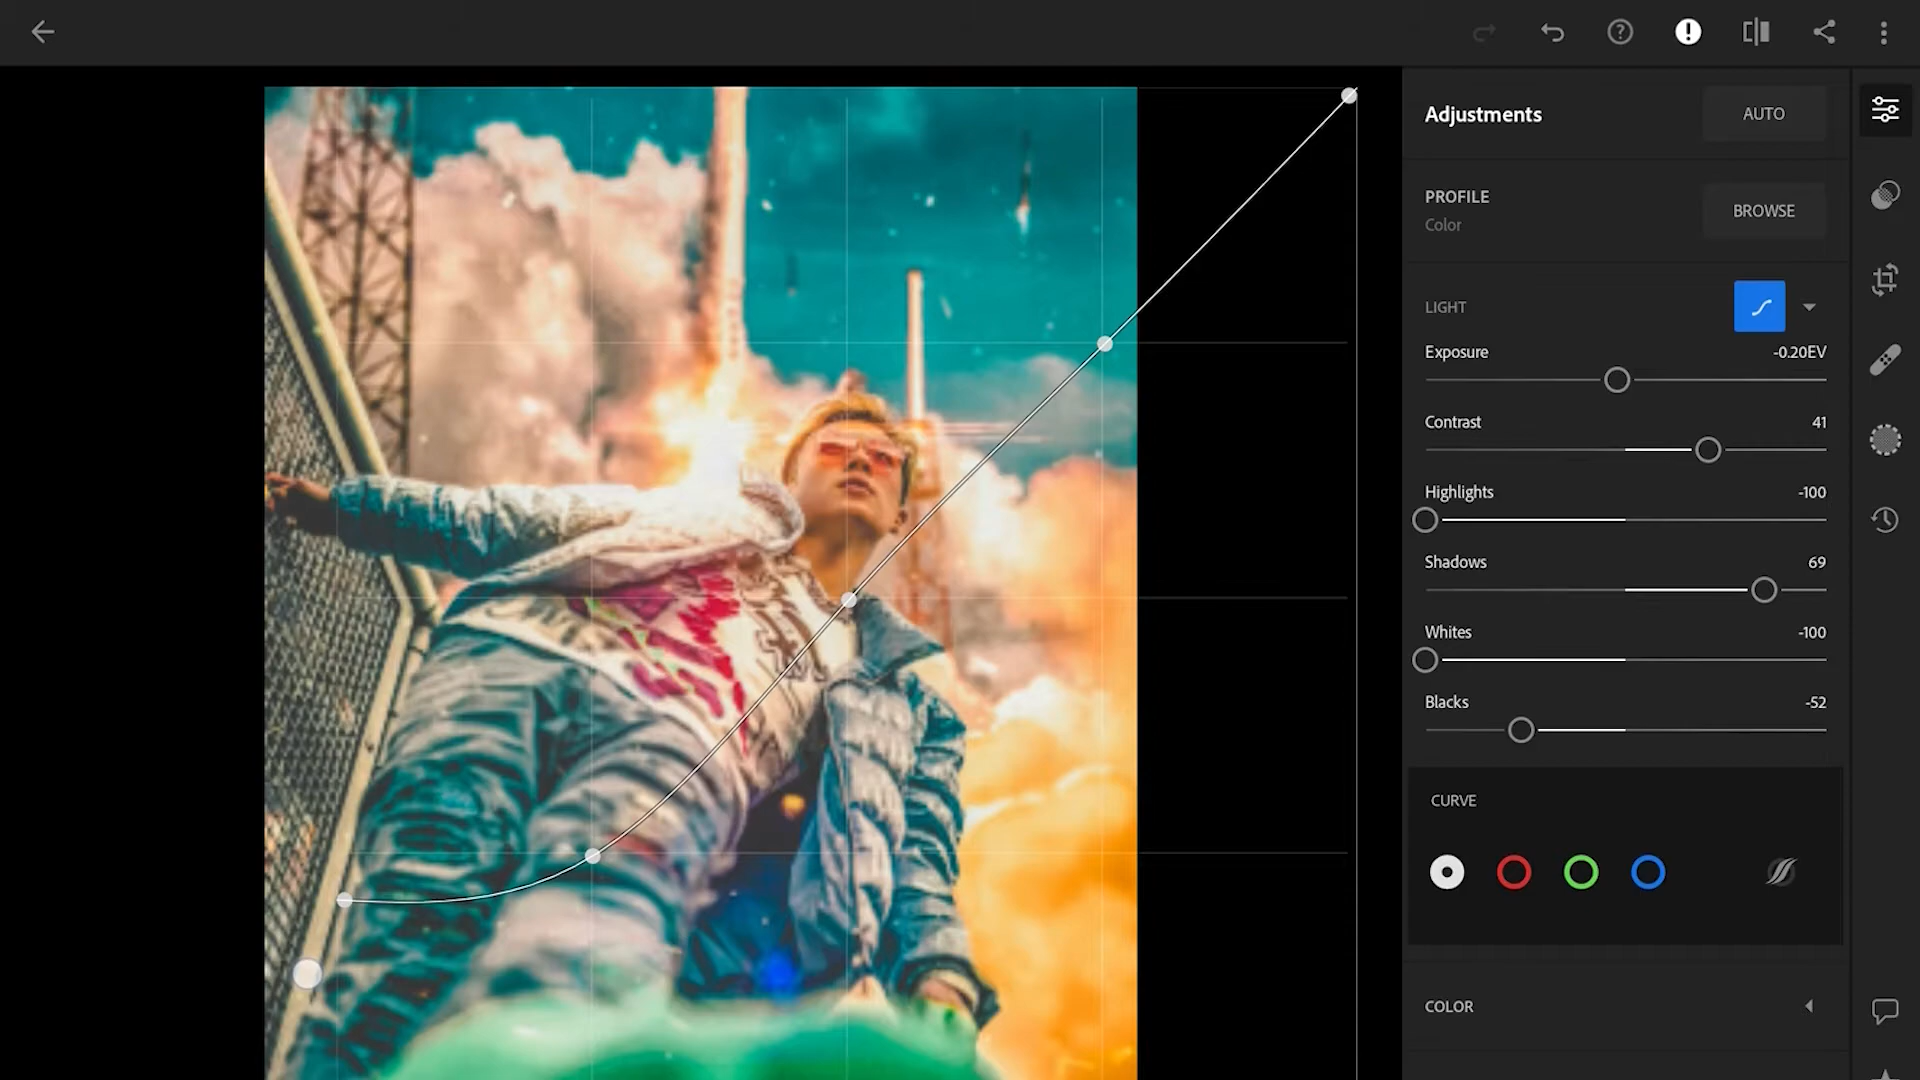 Adjustments
AUTO
PROFILE
Color
BROWSE
LIGHT
Exposure
-0.20EV
Contrast
41
Highlights
-100
Shadows
69
Whites
-100
Blacks
-52
CURVE
COLOR